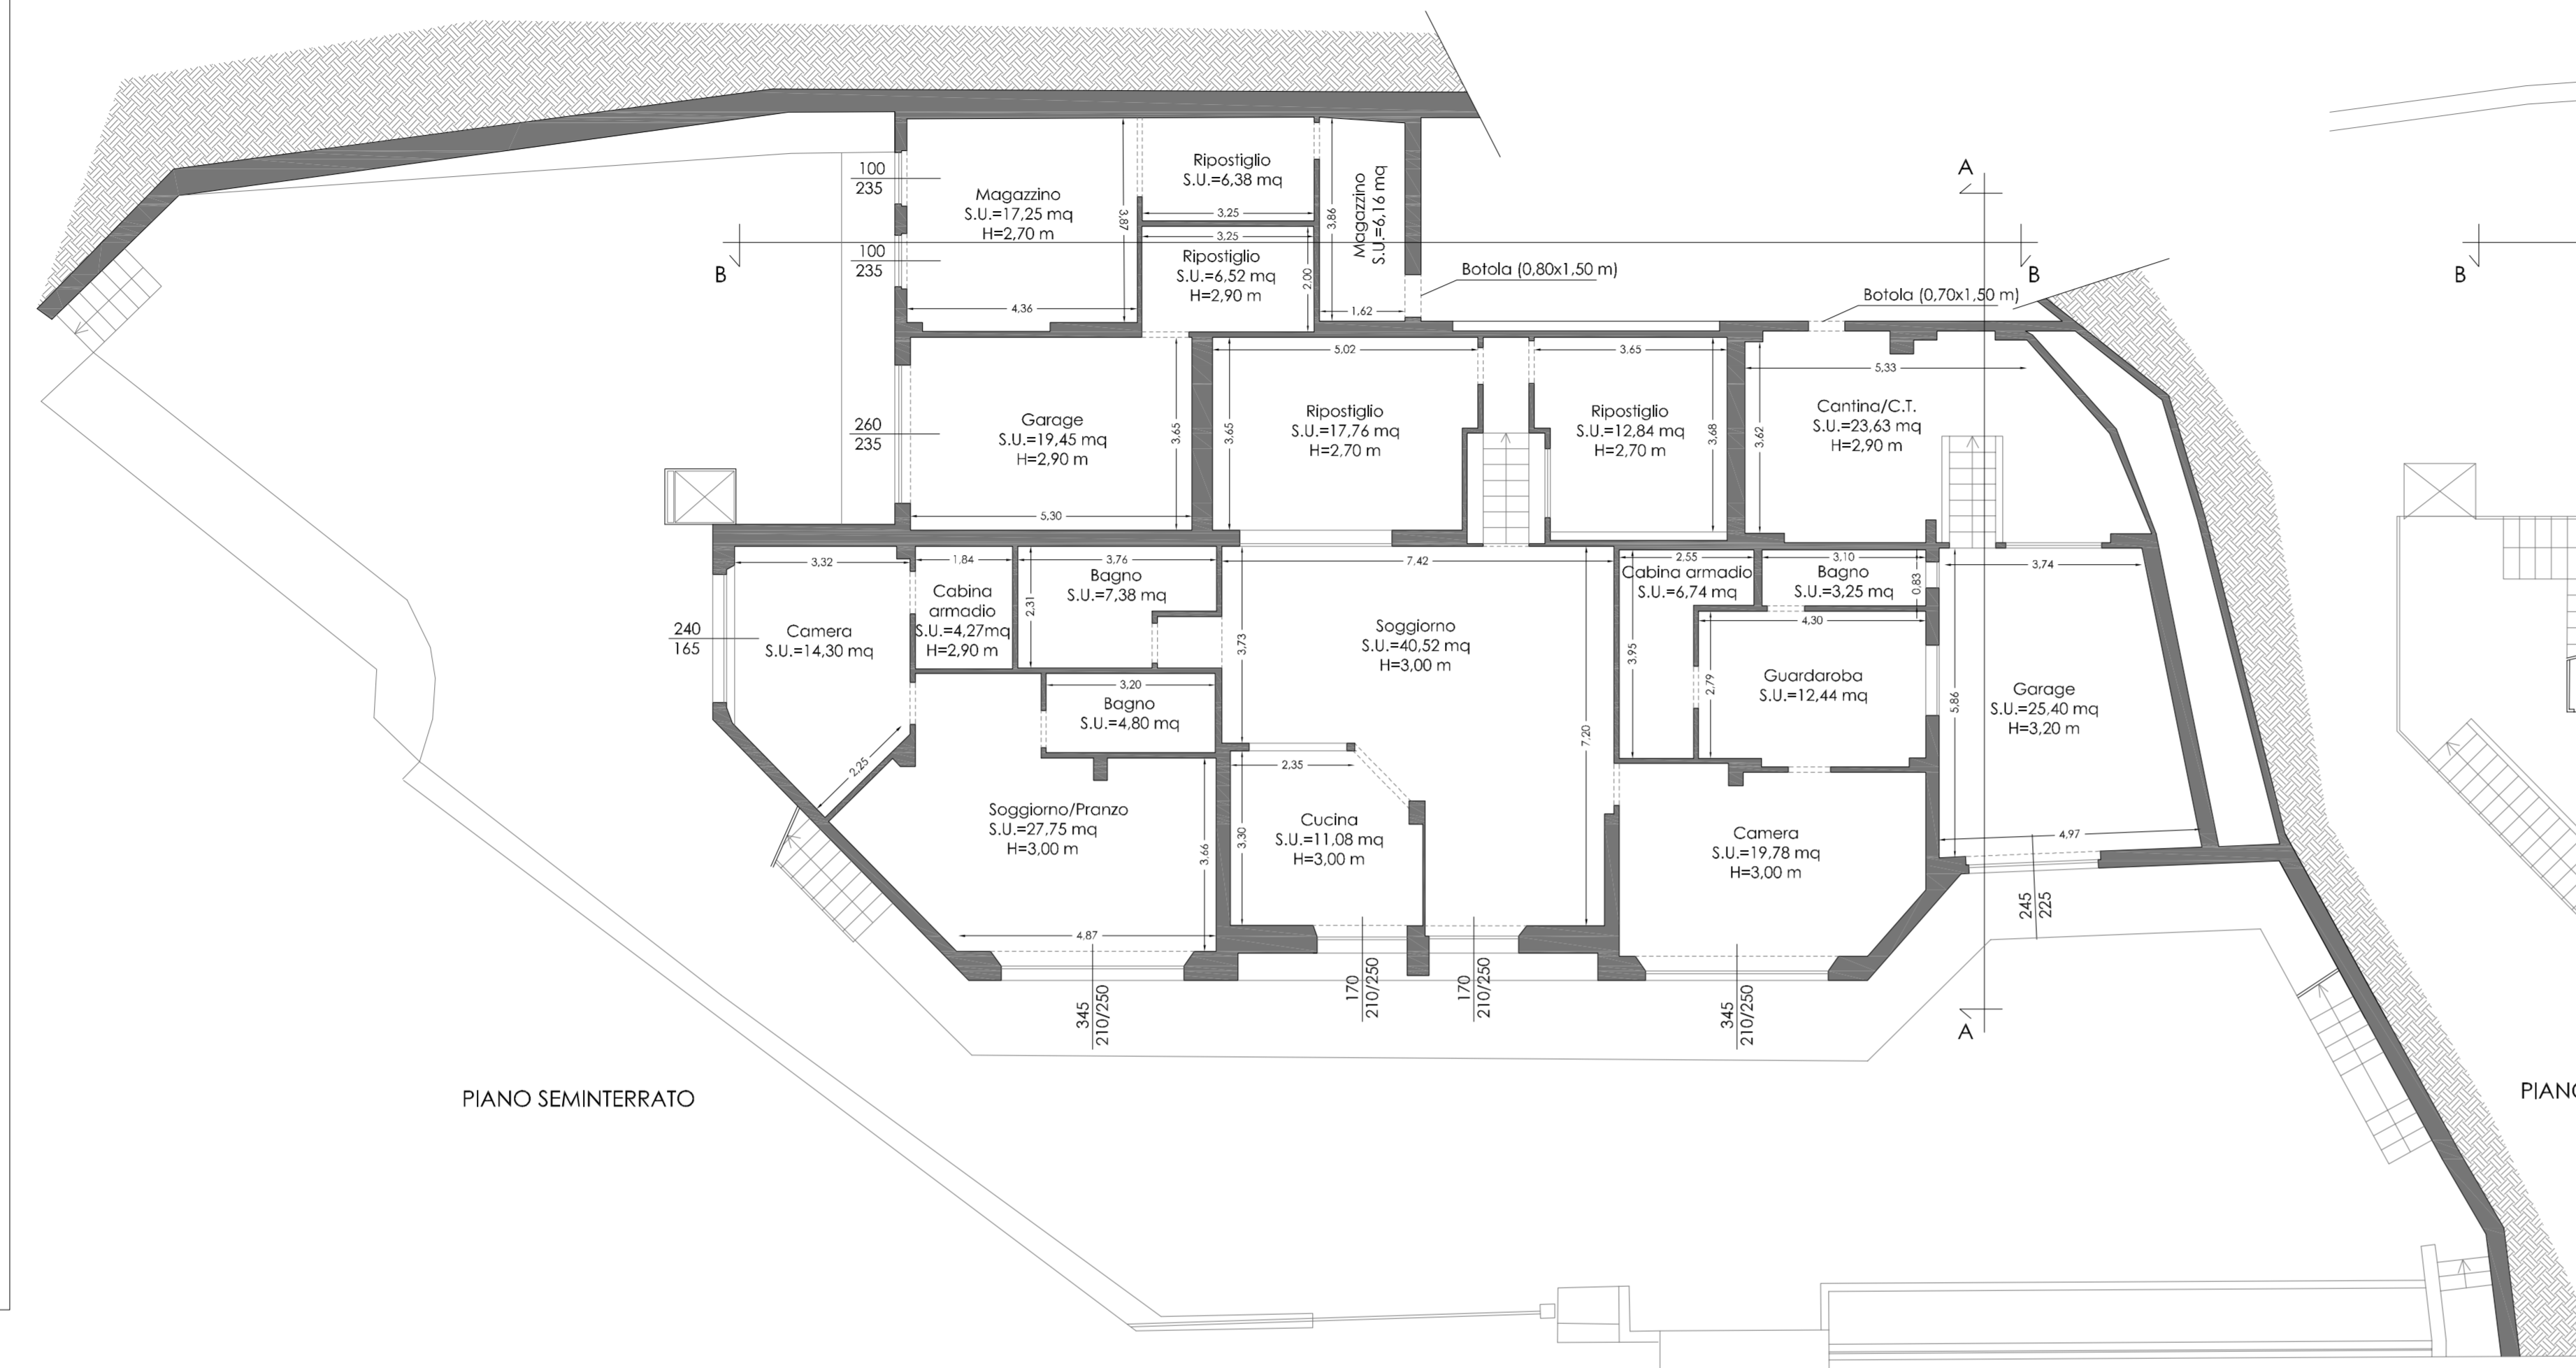 A
100
235
Magazzino
S.U.=17,25 mq
H=2,70 m
3,87
4,36
Ripostiglio
S.U.=6,38 mq
3,25
3,25
Ripostiglio
S.U.=6,52 mq
H=2,90 m
2,00
3,86
Magazzino
S.U.=6,16 mq
1,62
100
235
B
B
B
Botola (0,80x1,50 m)
Botola (0,70x1,50 m)
260
235
Garage
S.U.=19,45 mq
H=2,90 m
3,65
5,30
5,02
3,65
Ripostiglio
S.U.=17,76 mq
H=2,70 m
3,65
Ripostiglio
S.U.=12,84 mq
H=2,70 m
3,68
5,33
3,62
Cantina/C.T.
S.U.=23,63 mq
H=2,90 m
240
165
3,32
Camera
S.U.=14,30 mq
2,25
1,84
Cabina
armadio
S.U.=4,27mq
H=2,90 m
3,76
Bagno
S.U.=7,38 mq
2,31
3,20
Bagno
S.U.=4,80 mq
7,42
3,73
Soggiorno
S.U.=40,52 mq
H=3,00 m
7,20
2,55
Cabina armadio
S.U.=6,74 mq
3,95
3,10
Bagno
S.U.=3,25 mq
0,83
4,30
2,79
Guardaroba
S.U.=12,44 mq
3,74
5,86
Garage
S.U.=25,40 mq
H=3,20 m
4,97
Soggiorno/Pranzo
S.U.=27,75 mq
H=3,00 m
3,66
4,87
2,35
3,30
Cucina
S.U.=11,08 mq
H=3,00 m
Camera
S.U.=19,78 mq
H=3,00 m
245
225
345
210/250
170
210/250
170
210/250
345
210/250
A
PIANO SEMINTERRATO
PIANO